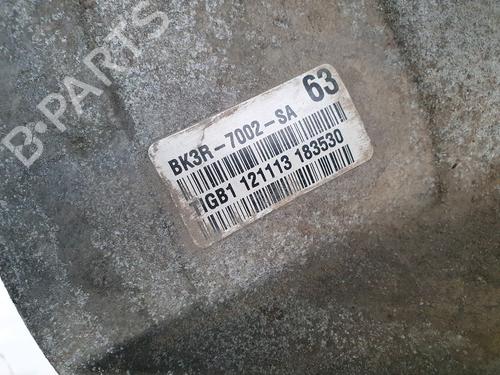 63
BK3R-7002-SA
TIGB1 121113 183530
B-PARTS